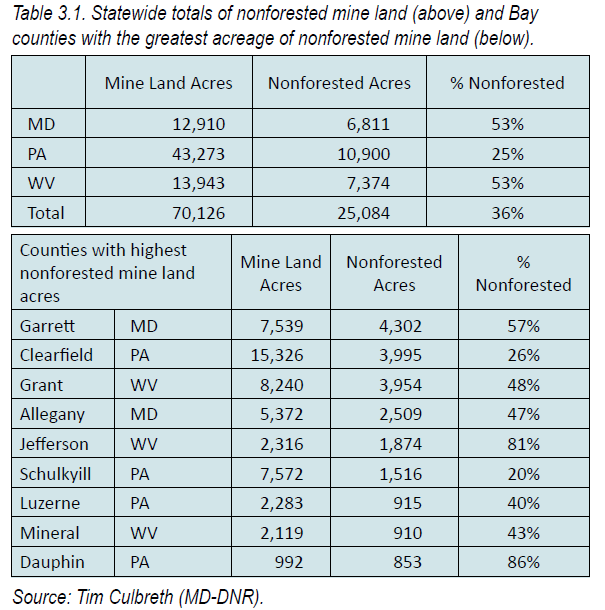 Table 3.1. Statewide totals of nonforested mine land (above) and Bay
counties with the greatest acreage of nonforested mine land (below).
Mine Land Acres Nonforested Acres % Nonforested
MD 12,910 6,811 53%
PA 43,273 10,900 25%
WV 13,943 7,374 53%
Total 70,126 25,084 36%
Counties with highest
nonforested mine land
acres
Mine Land
Acres
Nonforested
Acres
%
Nonforested
Garrett MD 7,539 4,302 57%
Clearfield PA 15,326 3,995 26%
Grant WV 8,240 3,954 48%
Allegany MD 5,372 2,509 47%
Jefferson WV 2,316 1,874 81%
Schulkyill PA 7,572 1,516 20%
Luzerne PA 2,283 915 40%
Mineral WV 2,119 910 43%
Dauphin PA 992 853 86%
Source: Tim Culbreth (MD-DNR).